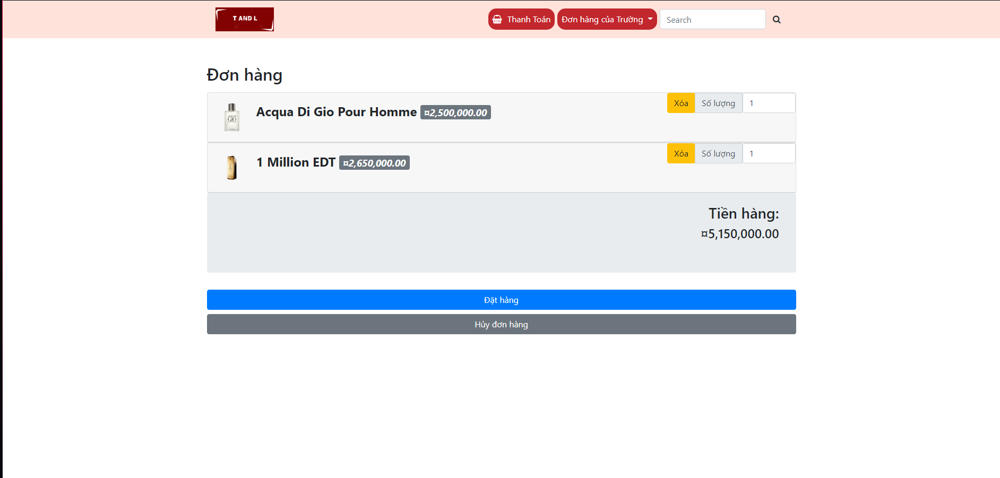 T AND L
Thanh Toán
Đơn hàng của Trường
Search
Đơn hàng
Acqua Di Gio Pour Homme ¤2,500,000.00
Xóa Số lượng 1
1 Million EDT ¤2,650,000.00
Xóa Số lượng 1
Tiền hàng:
¤5,150,000.00
Đặt hàng
Hủy đơn hàng